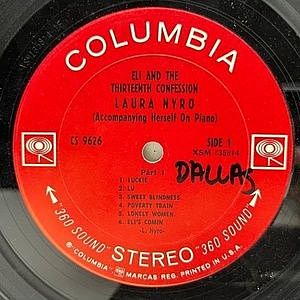 COLUMBIA
ELI AND THE
THIRTEENTH CONFESSION
LAURA NYRO
(Accompanying Herself On Piano)
CS 9626
SIDE 1
XSM 135914
Part I
DALLAS
1. LUCKIE
2. LU
3. SWEET BLINDNESS
4. POVERTY TRAIN
5. LONELY WOMEN
6. ELI'S COMIN'
-L. Nyro-
"360 SOUND" STEREO "360 SOUND"
® "COLUMBIA", MARCAS REG. PRINTED IN U.S.A.